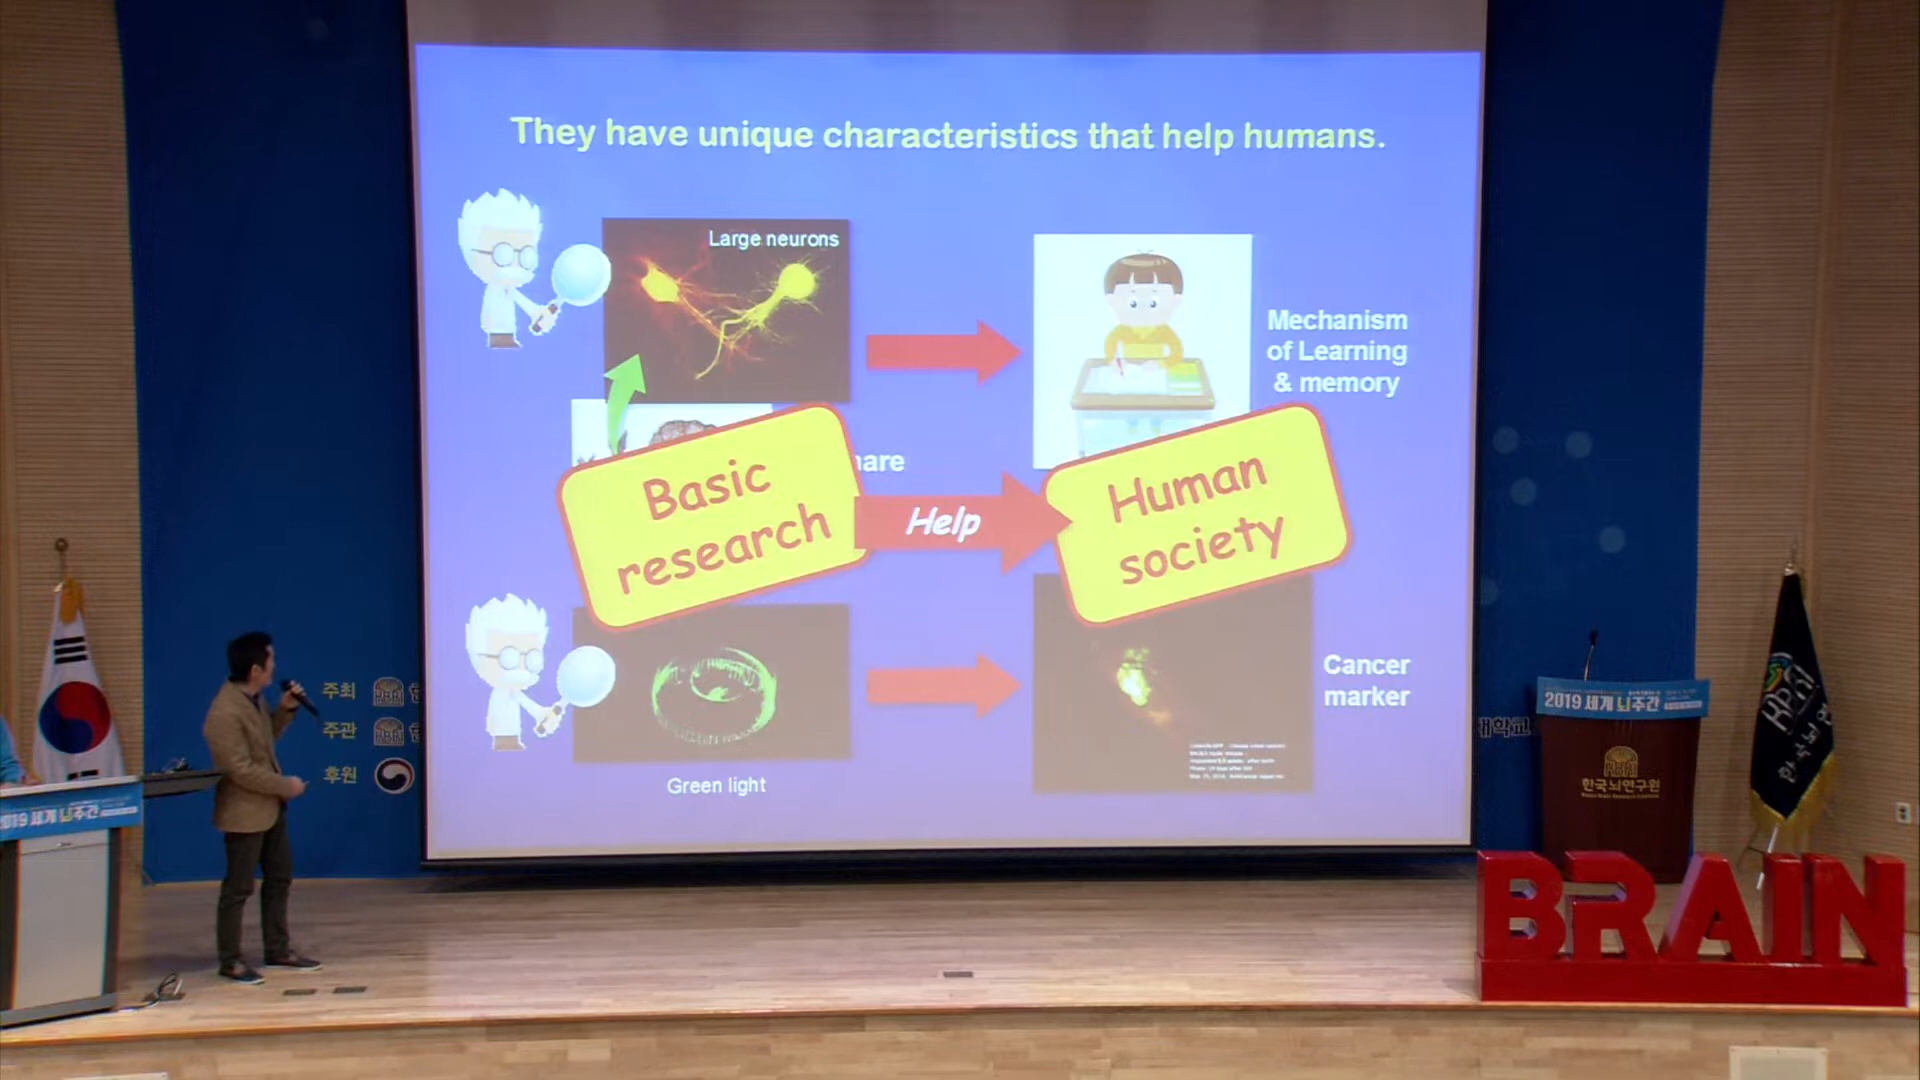 They have unique characteristics that help humans.
Large neurons
Mechanism
of Learning
& memory
Basic
research
Help
Human
society
Green light
Cancer
marker
주최
주관
후원
2019 세계 뇌주간
KBRI
한국뇌연구원
KBRI
BRAIN